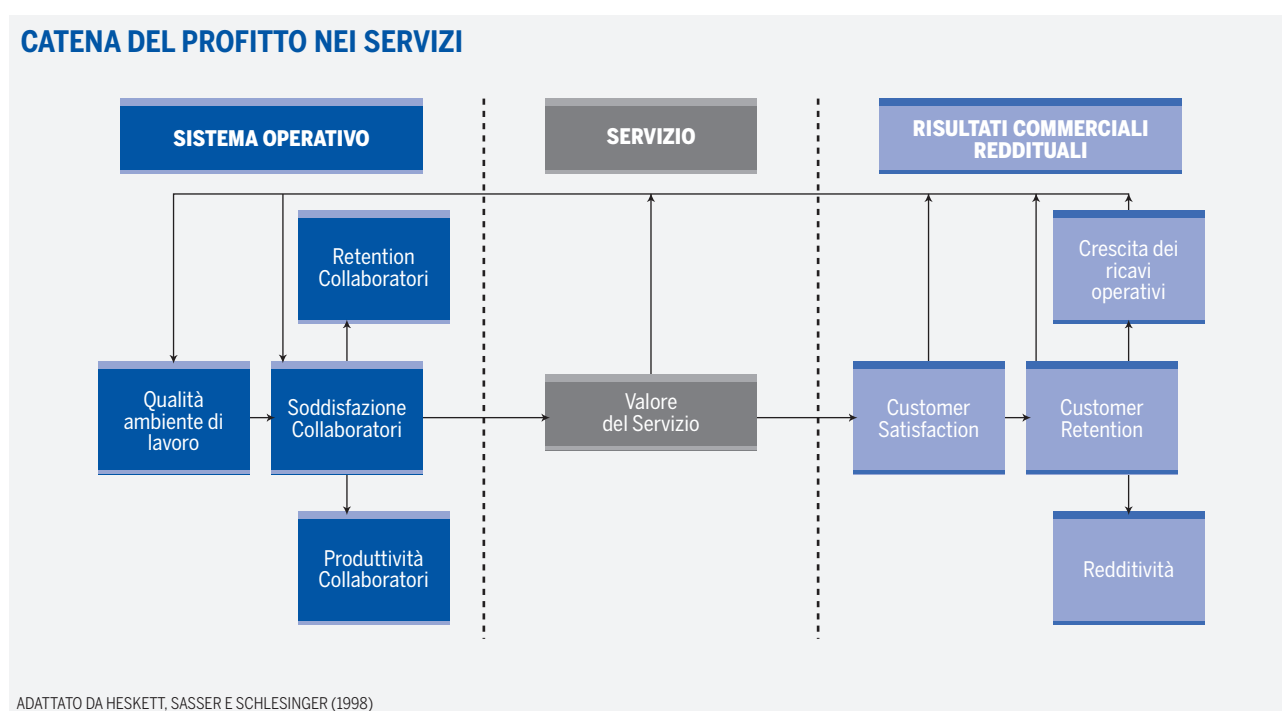 CATENA DEL PROFITTO NEI SERVIZI
SISTEMA OPERATIVO
SERVIZIO
RISULTATI COMMERCIALI
REDDITUALI
Retention
Collaboratori
Crescita dei
ricavi
operativi
Qualità
ambiente di
lavoro
Soddisfazione
Collaboratori
Valore
del Servizio
Customer
Satisfaction
Customer
Retention
Produttività
Collaboratori
Redditività
ADATTATO DA HESKETT, SASSER E SCHLESINGER (1998)